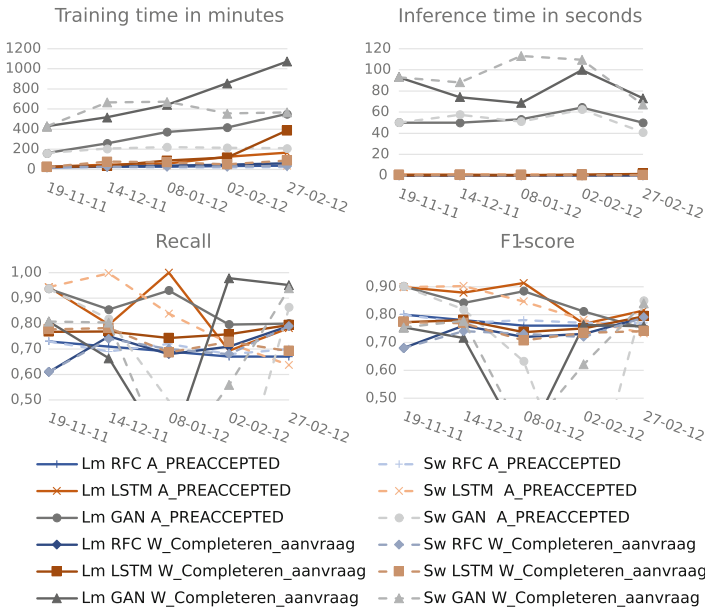 Training time in minutes
1200
1000
800
600
400
200
0
19-11-11
14-12-11
08-01-12
02-02-12
27-02-12
Inference time in seconds
120
100
80
60
40
20
0
19-11-11
14-12-11
08-01-12
02-02-12
27-02-12
Recall
1,00
0,90
0,80
0,70
0,60
0,50
19-11-11
14-12-11
08-01-12
02-02-12
27-02-12
F1-score
0,90
0,80
0,70
0,60
0,50
19-11-11
14-12-11
08-01-12
02-02-12
27-02-12
Lm RFC A_PREACCEPTED
Lm LSTM A_PREACCEPTED
Lm GAN A_PREACCEPTED
Lm RFC W_Completeren_aanvraag
Lm LSTM W_Completeren_aanvraag
Lm GAN W_Completeren_aanvraag
Sw RFC A_PREACCEPTED
Sw LSTM  A_PREACCEPTED
Sw GAN  A_PREACCEPTED
Sw RFC W_Completeren_aanvraag
Sw LSTM W_Completeren_aanvraag
Sw GAN W_Completeren_aanvraag